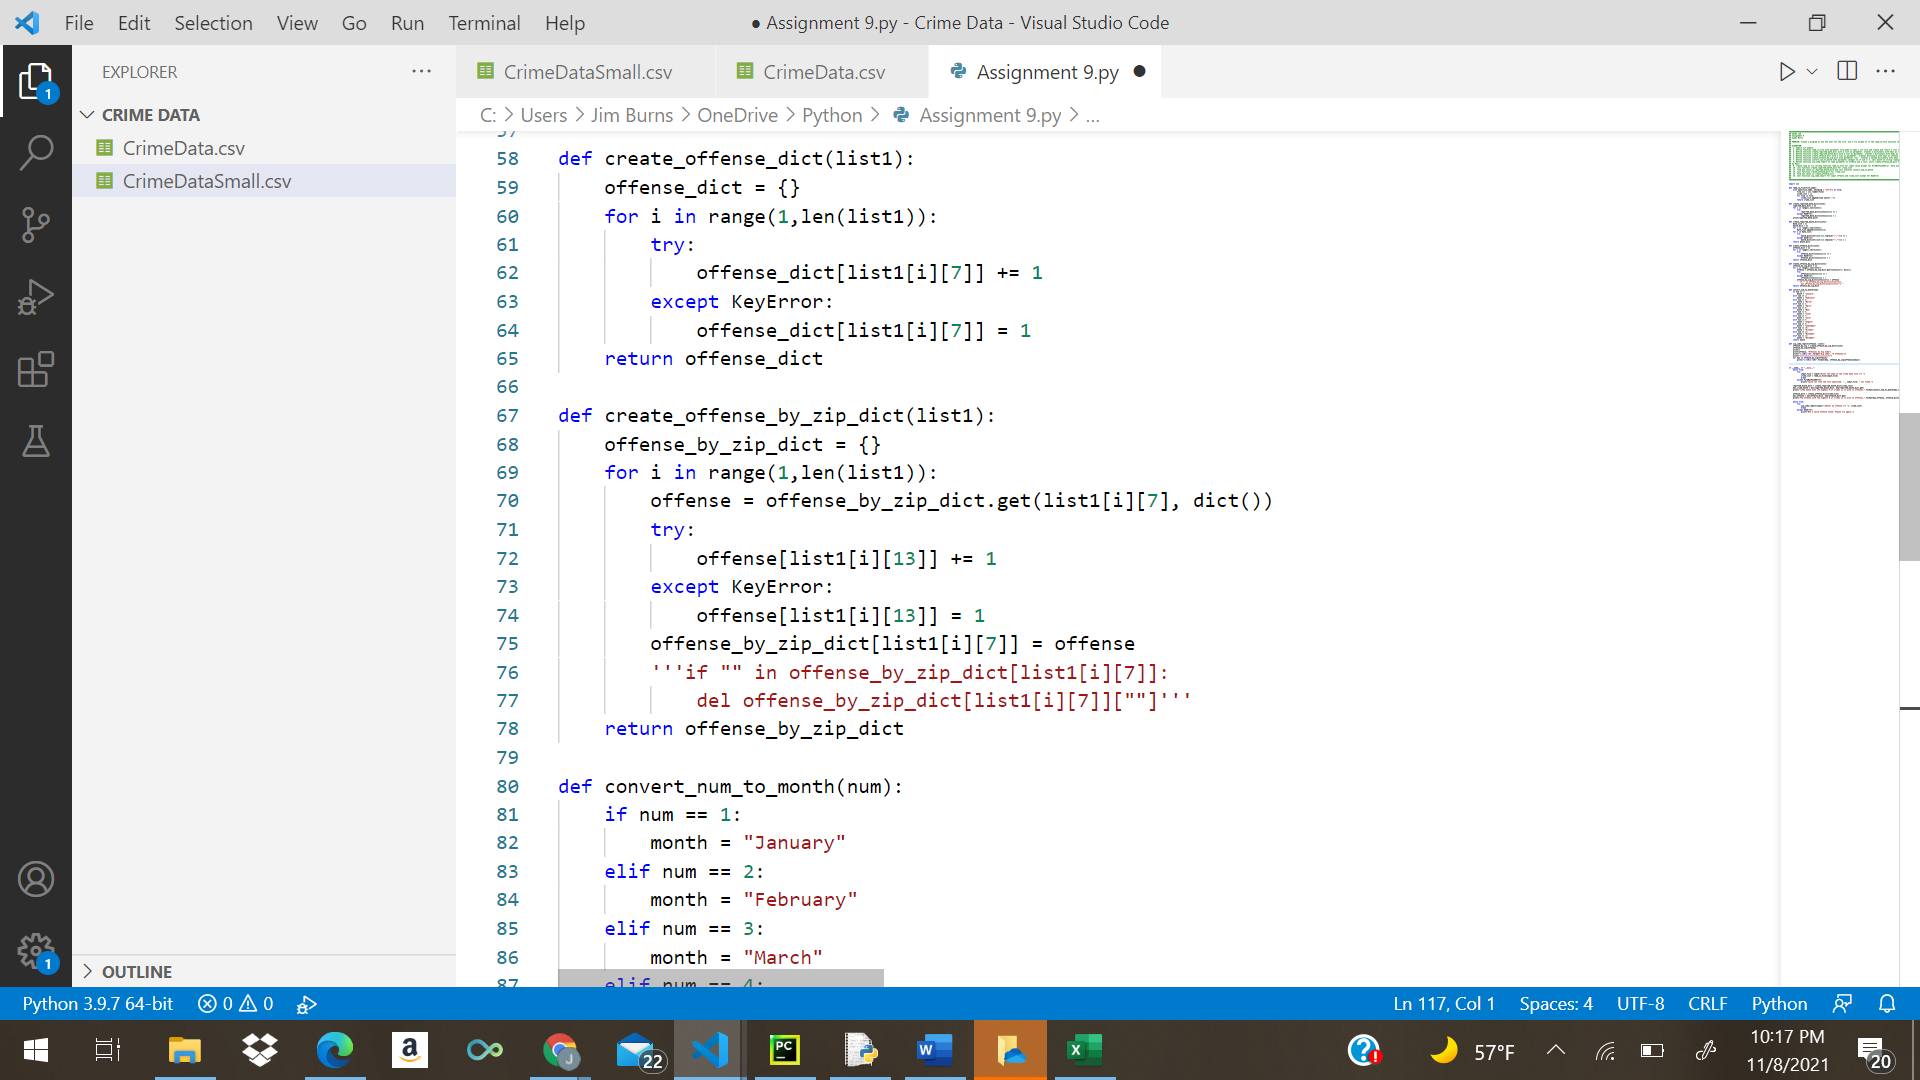 File Edit Selection View Go Run Terminal Help
● Assignment 9.py - Crime Data - Visual Studio Code
EXPLORER
CrimeDataSmall.csv
CrimeData.csv
Assignment 9.py ●
CRIME DATA
C: > Users > Jim Burns > OneDrive > Python > Assignment 9.py > ...
CrimeData.csv
CrimeDataSmall.csv
1
57
58 def create_offense_dict(list1):
59     offense_dict = {}
60     for i in range(1,len(list1)):
61         try:
62             offense_dict[list1[i][7]] += 1
63         except KeyError:
64             offense_dict[list1[i][7]] = 1
65     return offense_dict
66
67 def create_offense_by_zip_dict(list1):
68     offense_by_zip_dict = {}
69     for i in range(1,len(list1)):
70         offense = offense_by_zip_dict.get(list1[i][7], dict())
71         try:
72             offense[list1[i][13]] += 1
73         except KeyError:
74             offense[list1[i][13]] = 1
75         offense_by_zip_dict[list1[i][7]] = offense
76         '''if "" in offense_by_zip_dict[list1[i][7]]:
77             del offense_by_zip_dict[list1[i][7]][""]'''
78     return offense_by_zip_dict
79
80 def convert_num_to_month(num):
81     if num == 1:
82         month = "January"
83     elif num == 2:
84         month = "February"
85     elif num == 3:
86         month = "March"
87     elif num == 4:
1
OUTLINE
Python 3.9.7 64-bit 0 0
Ln 117, Col 1 Spaces: 4 UTF-8 CRLF Python
a
J
22
PC
W
X
57°F
10:17 PM
11/8/2021
20